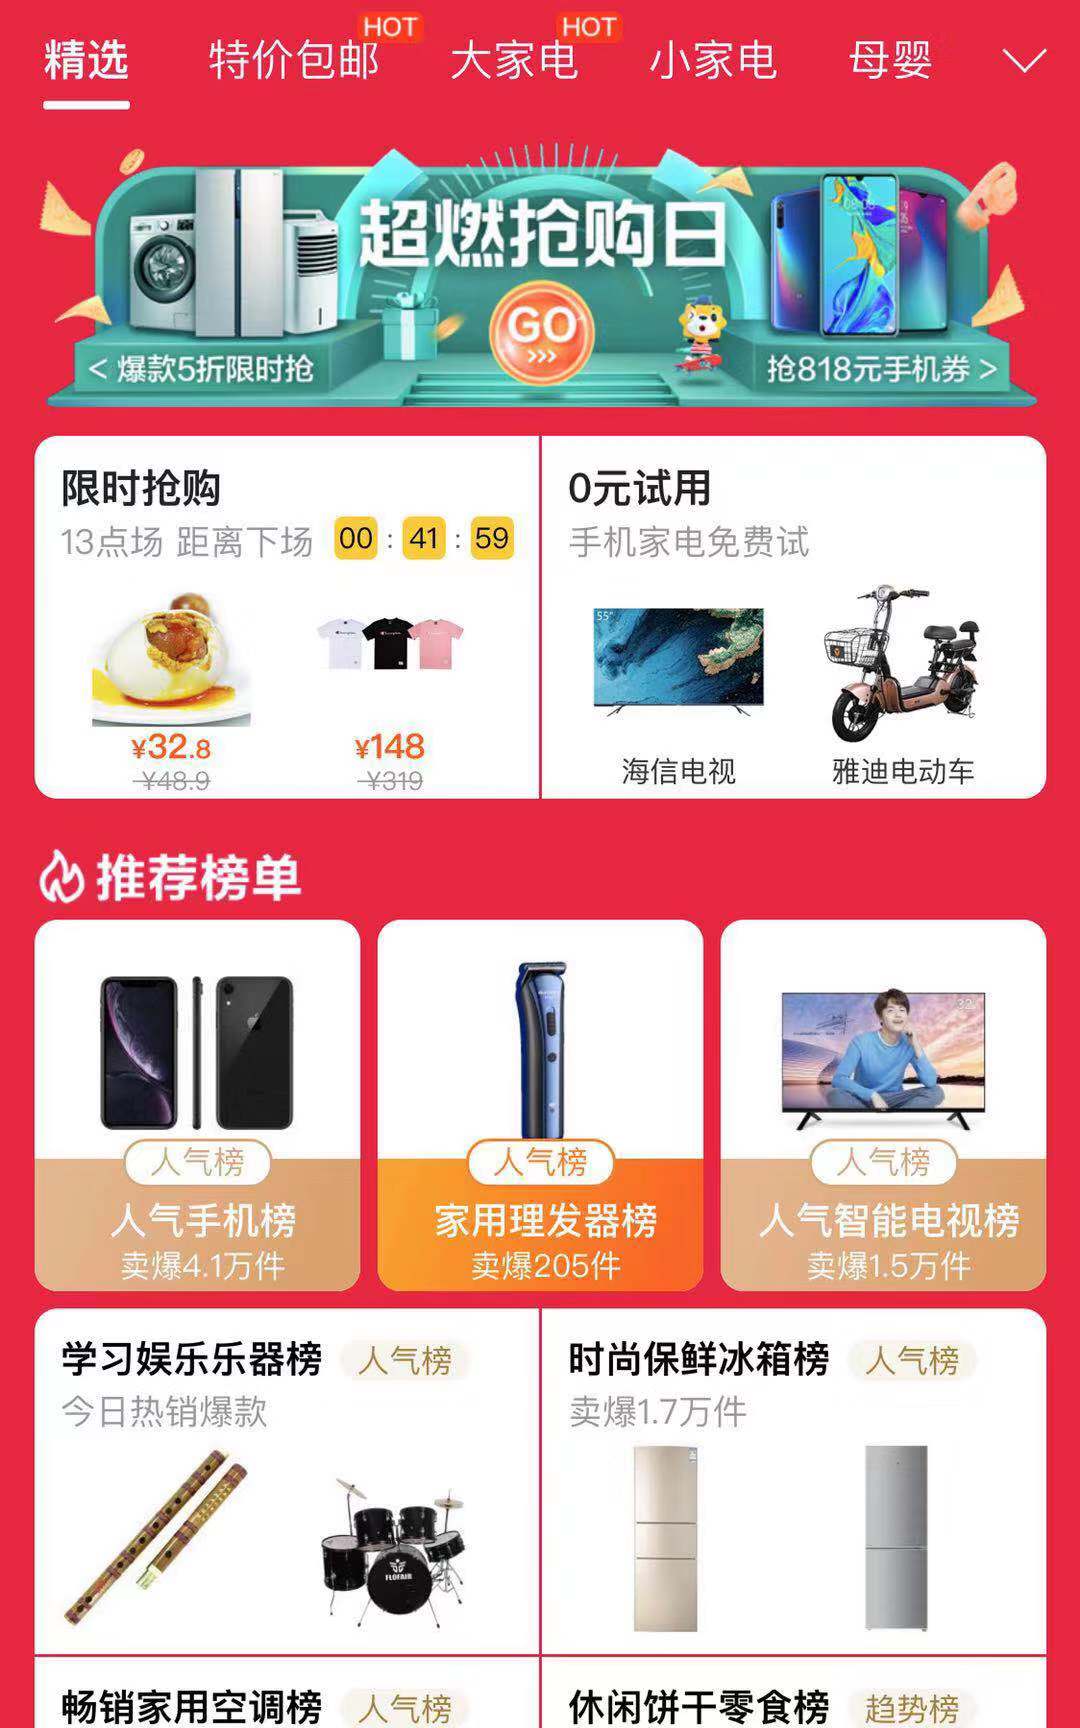 HOT HOT
精选 特价包邮 大家电 小家电 母婴
超燃抢购日
GO
< 爆款5折限时抢
抢818元手机券 >
限时抢购
13点场 距离下场 00 : 41 : 59
¥32.8 ¥148
¥48.9 ¥319
0元试用
手机家电免费试
55"
海信电视 雅迪电动车
推荐榜单
人气榜
人气手机榜
卖爆4.1万件
人气榜
家用理发器榜
卖爆205件
32"
人气榜
人气智能电视榜
卖爆1.5万件
学习娱乐乐器榜 人气榜
今日热销爆款
FLOFAIR
时尚保鲜冰箱榜 人气榜
卖爆1.7万件
畅销家用空调榜 人气榜
休闲饼干零食榜 趋势榜